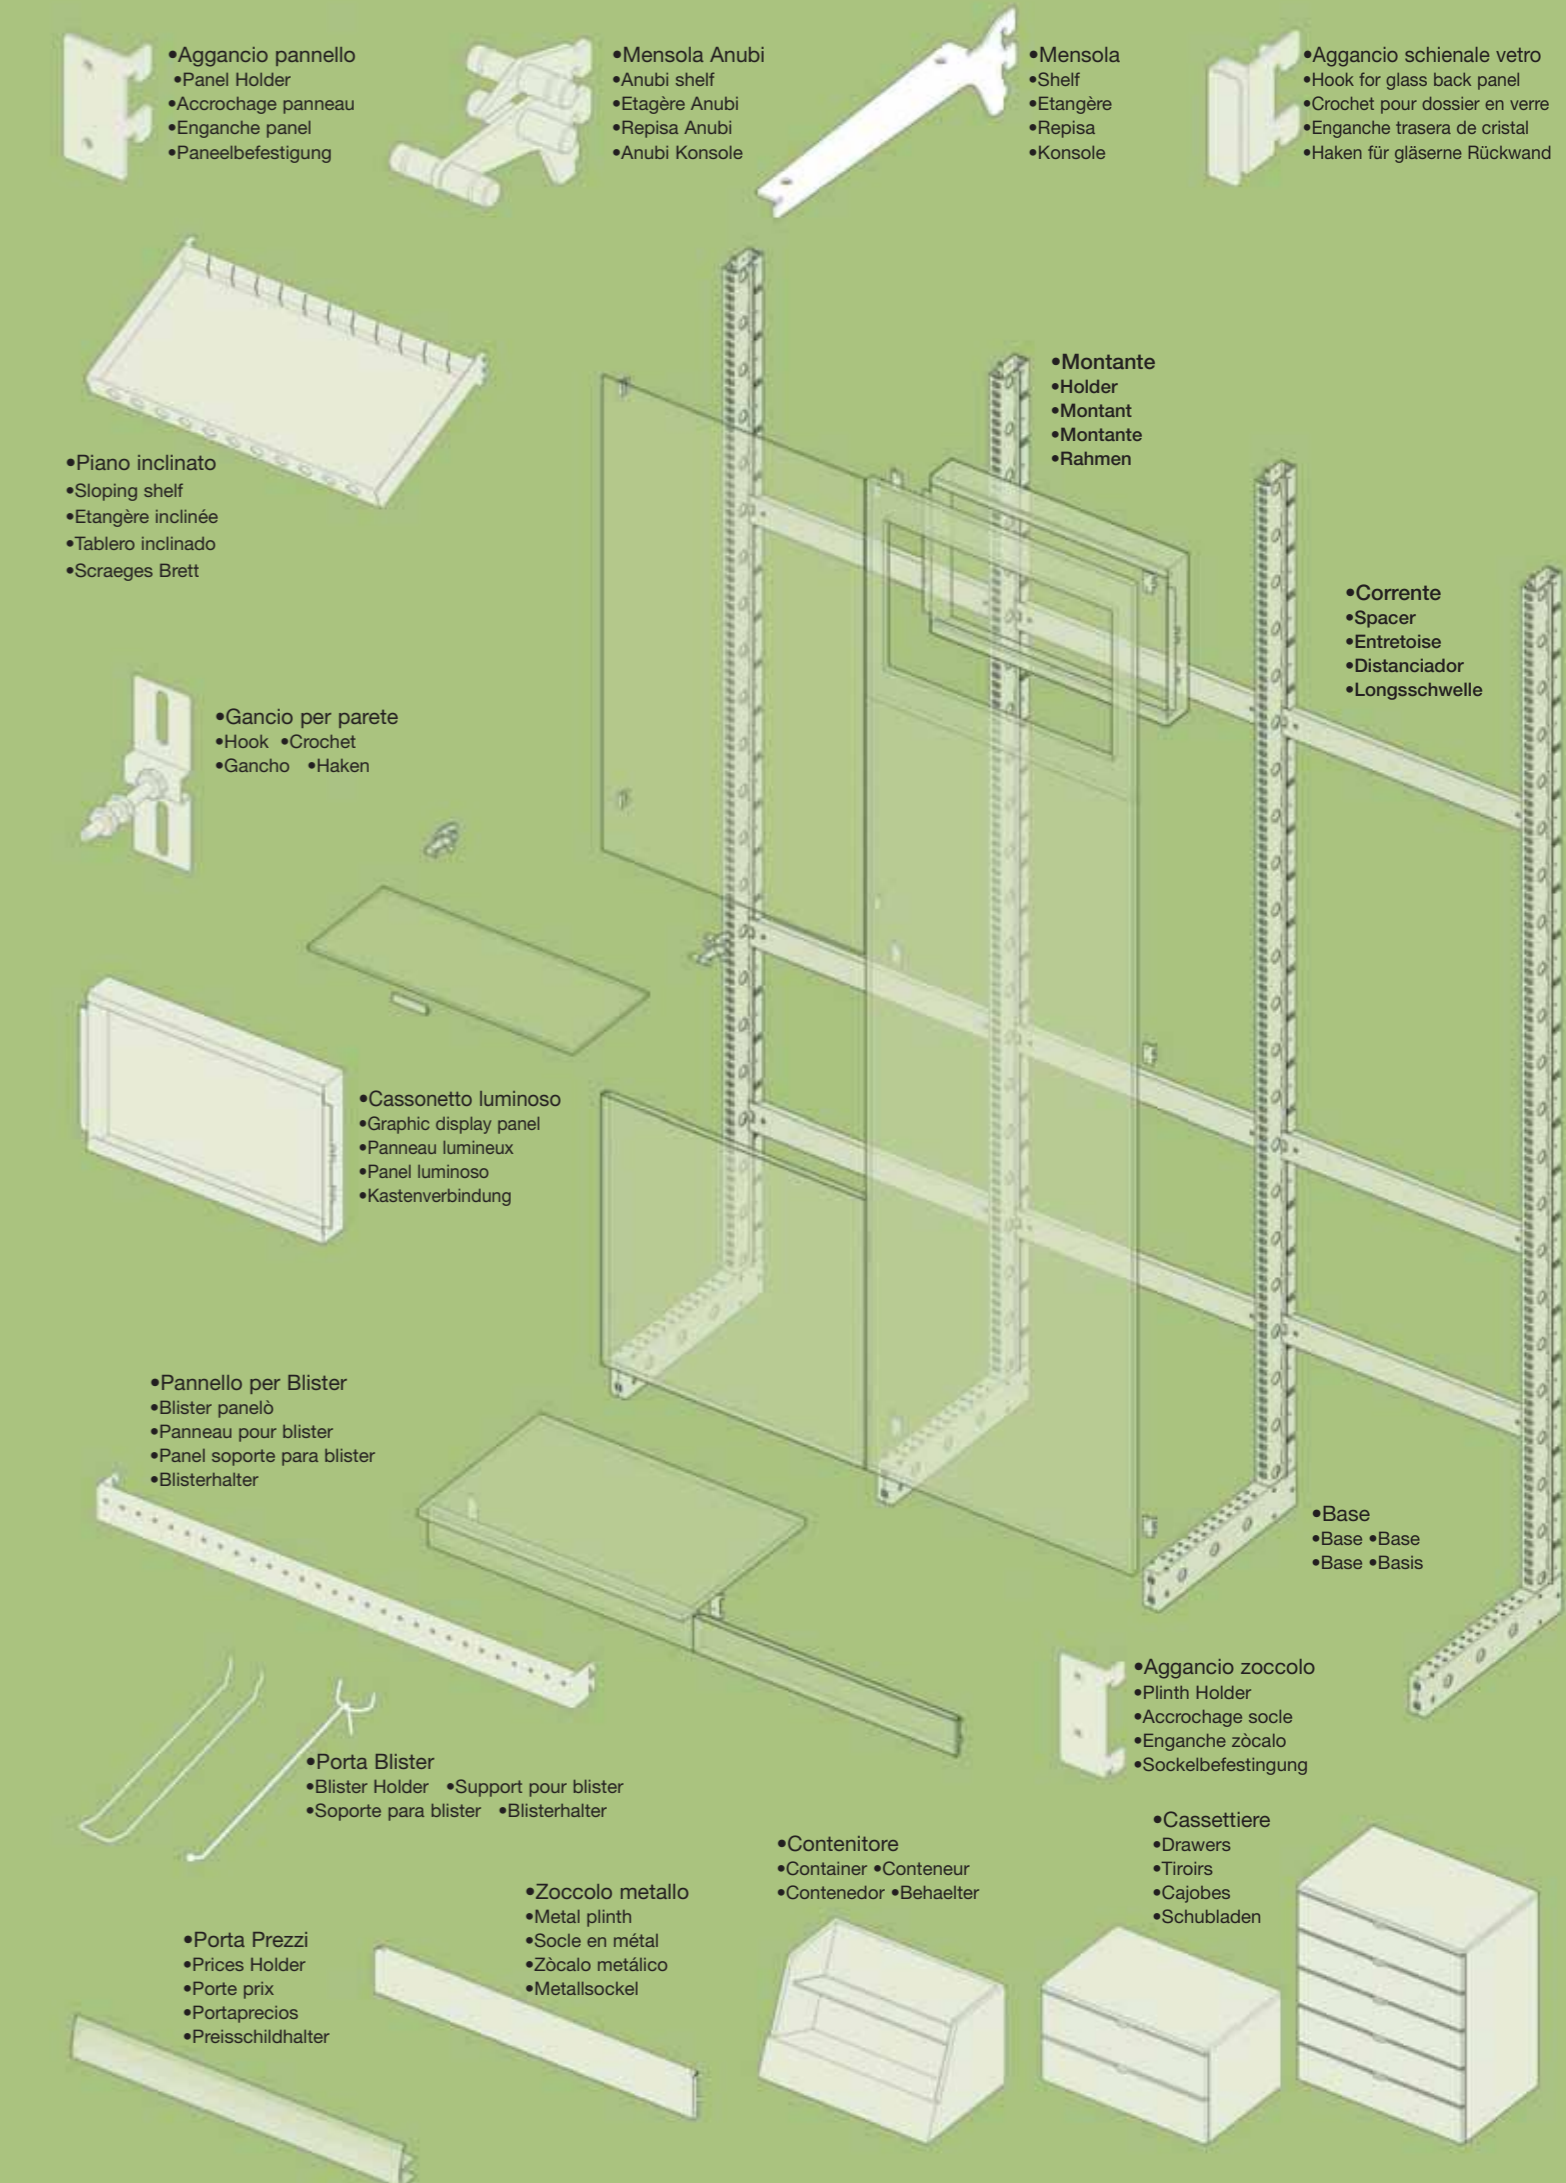 •Aggancio pannello
•Panel Holder
•Accrochage panneau
•Enganche panel
•Paneelbefestigung
•Mensola Anubi
•Anubi shelf
•Etagère Anubi
•Repisa Anubi
•Anubi Konsole
•Mensola
•Shelf
•Etangère
•Repisa
•Konsole
•Aggancio schienale vetro
•Hook for glass back panel
•Crochet pour dossier en verre
•Enganche trasera de cristal
•Haken für gläserne Rückwand
•Montante
•Holder
•Montant
•Montante
•Rahmen
•Piano inclinato
•Sloping shelf
•Etangère inclinée
•Tablero inclinado
•Scraeges Brett
•Corrente
•Spacer
•Entretoise
•Distanciador
•Longsschwelle
•Gancio per parete
•Hook •Crochet
•Gancho •Haken
•Cassonetto luminoso
•Graphic display panel
•Panneau lumineux
•Panel luminoso
•Kastenverbindung
•Pannello per Blister
•Blister panelò
•Panneau pour blister
•Panel soporte para blister
•Blisterhalter
•Base
•Base •Base
•Base •Basis
•Aggancio zoccolo
•Plinth Holder
•Accrochage socle
•Enganche zòcalo
•Sockelbefestingung
•Porta Blister
•Blister Holder •Support pour blister
•Soporte para blister •Blisterhalter
•Contenitore
•Container •Conteneur
•Contenedor •Behaelter
•Cassettiere
•Drawers
•Tiroirs
•Cajobes
•Schubladen
•Zoccolo metallo
•Metal plinth
•Socle en métal
•Zòcalo metálico
•Metallsockel
•Porta Prezzi
•Prices Holder
•Porte prix
•Portaprecios
•Preisschildhalter